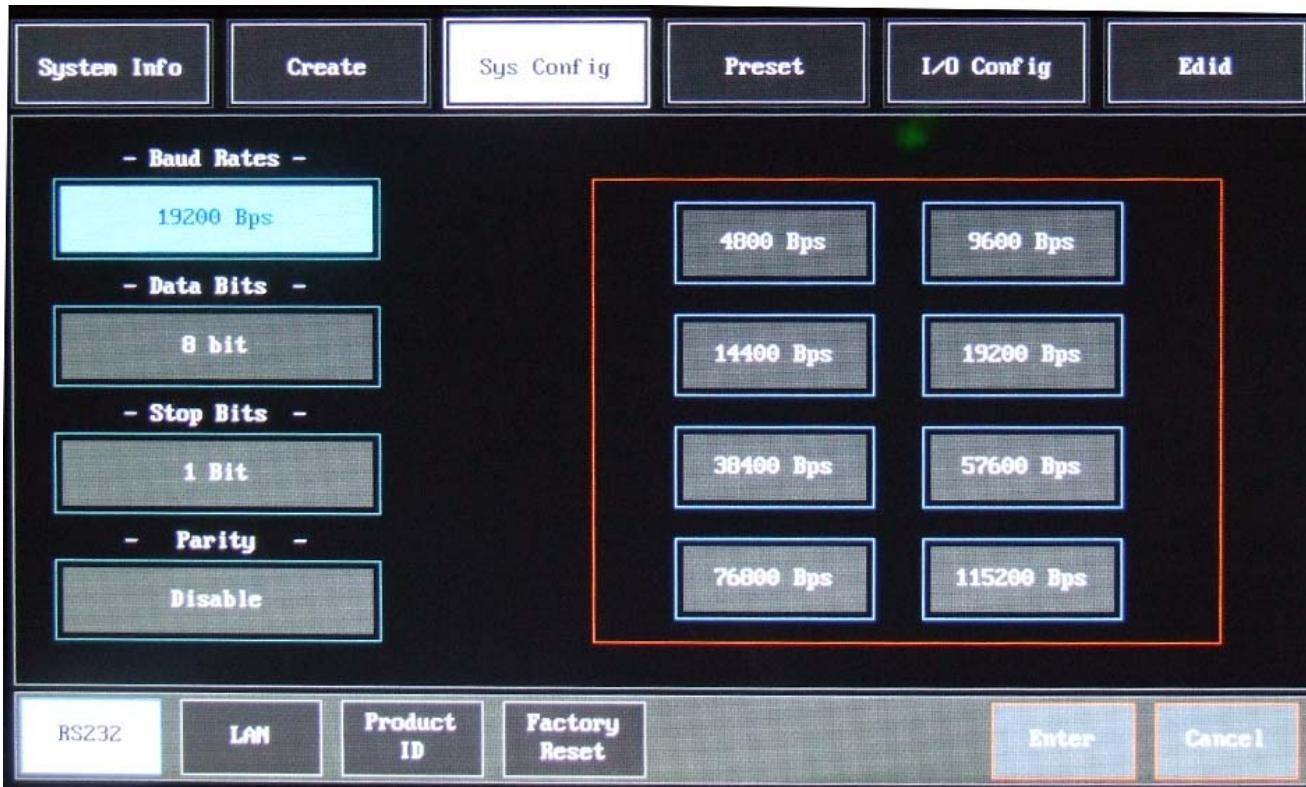 System Info
Create
Sys Config
Preset
I/O Config
Edid
- Baud Rates -
19200 Bps
- Data Bits -
8 bit
- Stop Bits -
1 Bit
- Parity -
Disable
4800 Bps
9600 Bps
14400 Bps
19200 Bps
38400 Bps
57600 Bps
76800 Bps
115200 Bps
RS232
LAN
Product
ID
Factory
Reset
Enter
Cancel